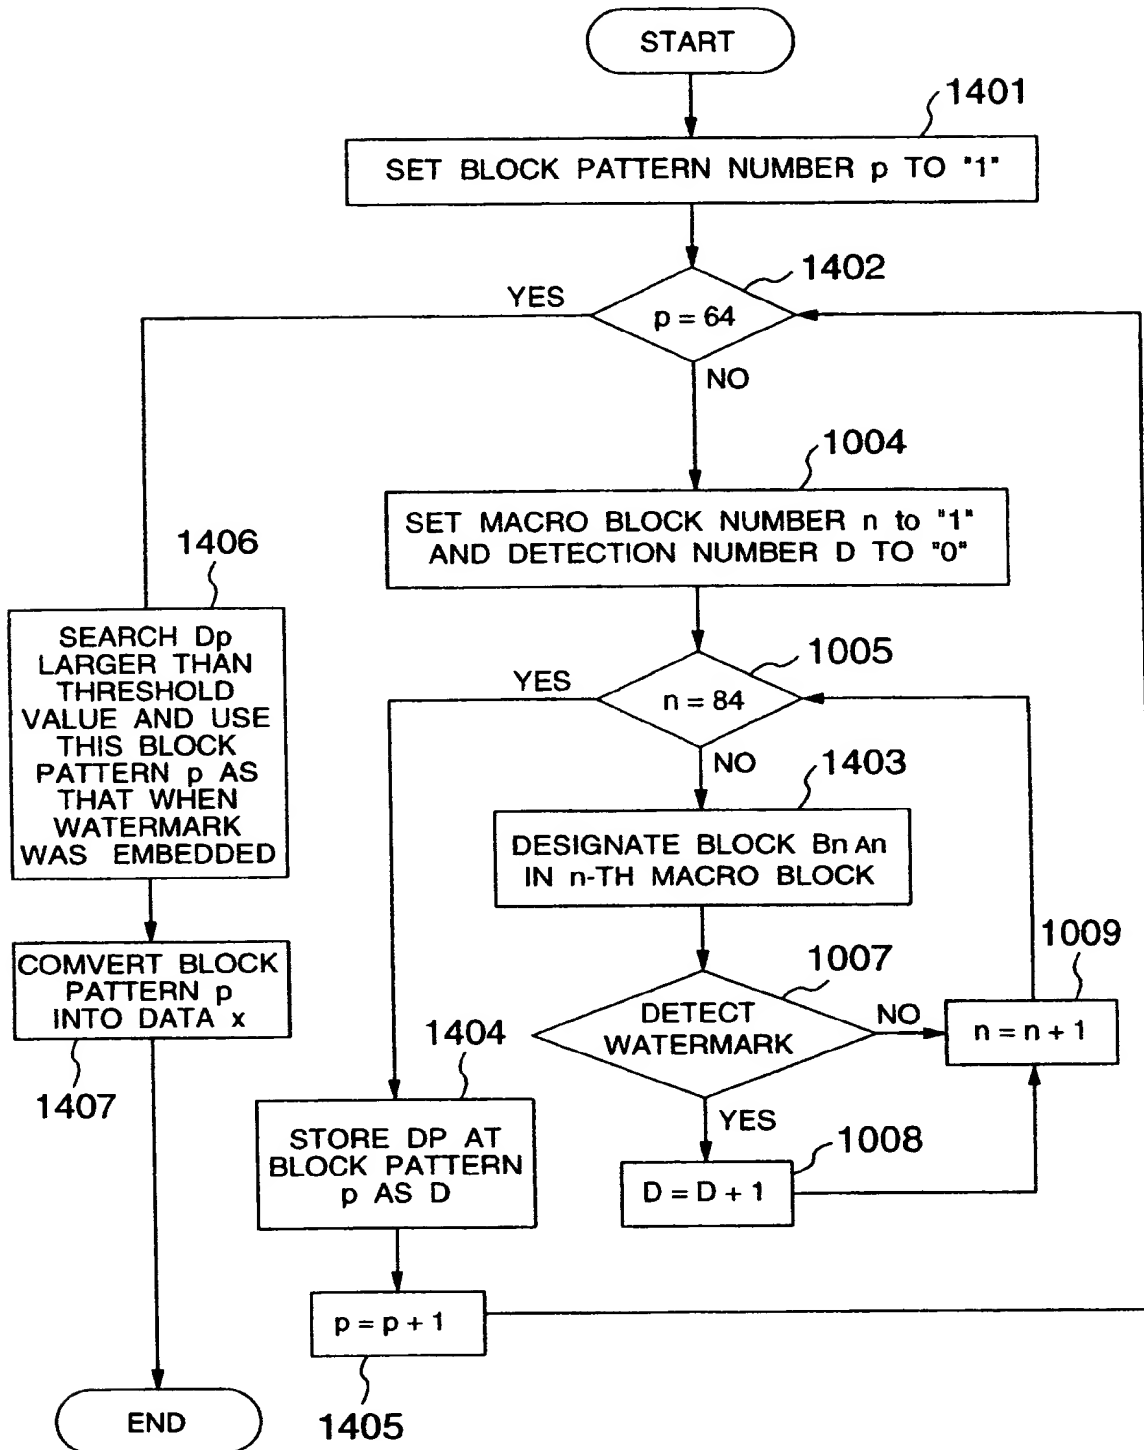 START
1401
SET BLOCK PATTERN NUMBER p TO "1"
1402
YES
p = 64
NO
1004
SET MACRO BLOCK NUMBER n to "1"
AND DETECTION NUMBER D TO "0"
1406
SEARCH Dp
LARGER THAN
THRESHOLD
VALUE AND USE
THIS BLOCK
PATTERN p AS
THAT WHEN
WATERMARK
WAS EMBEDDED
1005
YES
n = 84
NO
1403
DESIGNATE BLOCK Bn An
IN n-TH MACRO BLOCK
COMVERT BLOCK
PATTERN p
INTO DATA x
1407
1007
DETECT
WATERMARK
NO
1009
n = n + 1
YES
1008
D = D + 1
1404
STORE DP AT
BLOCK PATTERN
p AS D
p = p + 1
1405
END